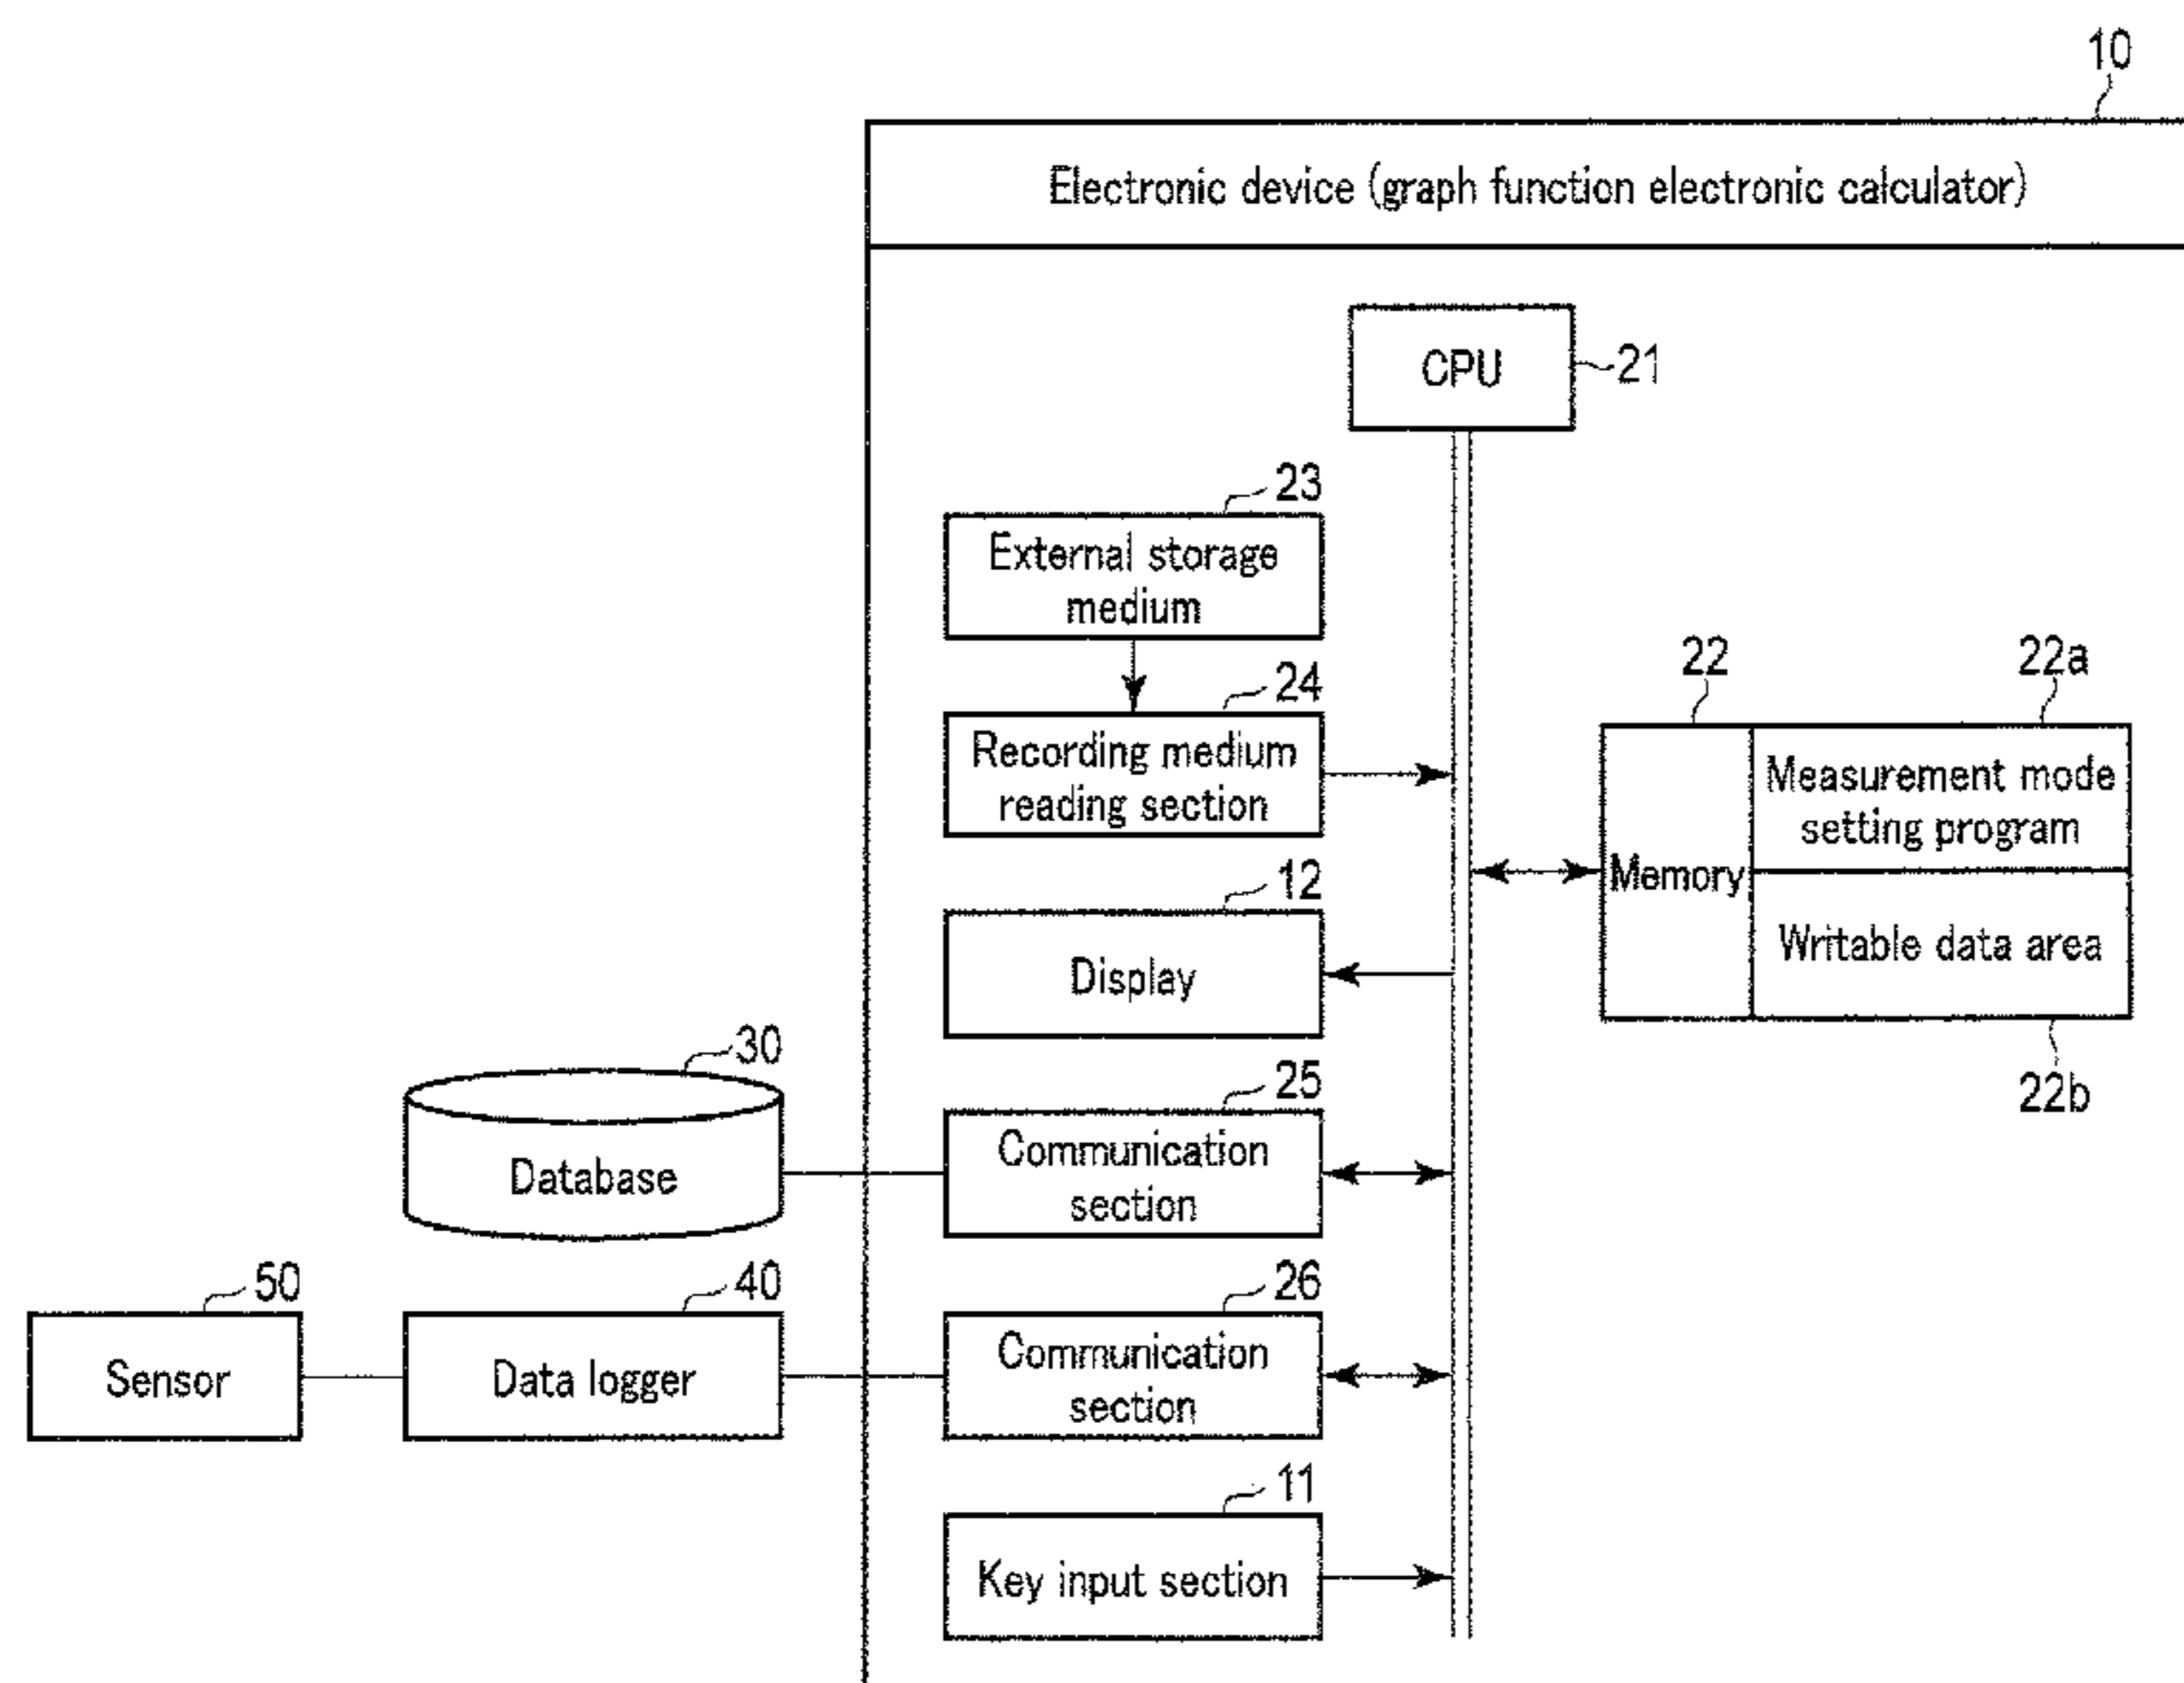 10
Electronic device (graph function electronic calculator)
CPU
21
23
External storage
medium
24
Recording medium
reading section
22
22a
Memory
Measurement mode
setting program
Writable data area
22b
12
Display
30
Database
25
Communication
section
50
Sensor
40
Data logger
26
Communication
section
11
Key input section